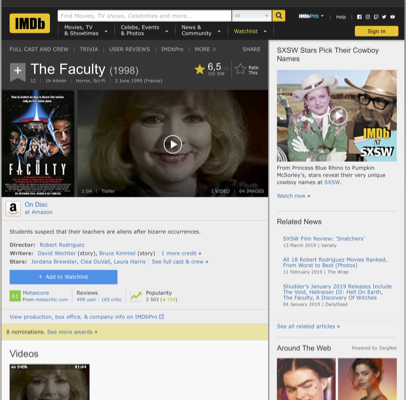 IMDb
Find Movies, TV shows, Celebrities and more...
All
IMDbPro
Help
Movies, TV
& Showtimes
Celebs, Events
& Photos
News &
Community
Watchlist
Sign in
FULL CAST AND CREW | TRIVIA | USER REVIEWS | IMDbPro | MORE
SHARE
The Faculty (1998)
6,5
Rate
This
12 | 1h 44min | Horror, Sci-Fi | 2 June 1999 (France)
FACULTY
1:04 | Trailer
1 VIDEO | 64 IMAGES
On Disc
at Amazon
Students suspect that their teachers are aliens after bizarre occurrences.
Director: Robert Rodriguez
Writers: David Wechter (story), Bruce Kimmel (story) | 1 more credit »
Stars: Jordana Brewster, Clea DuVall, Laura Harris | See full cast & crew »
+ Add to Watchlist
61
Metascore
From metacritic.com
Reviews
498 user | 165 critic
Popularity
2 503
View production, box office, & company info on IMDbPro
8 nominations. See more awards »
Videos
SXSW Stars Pick Their Cowboy
Names
IMDb
at
SXSW
From Princess Blue Rhino to Pumpkin
McSorley's, stars reveal their very unique
cowboy names at SXSW.
Watch now »
Related News
SXSW Film Review: 'Snatchers'
13 March 2019 | Variety
All 18 Robert Rodriguez Movies Ranked,
From Worst to Best (Photos)
11 February 2019 | The Wrap
Shudder's January 2019 Releases Include
The Void, Hellraiser III: Hell On Earth,
The Faculty, A Discovery Of Witches
04 January 2019 | DailyDead
See all related articles »
Around The Web
Powered by ZergNet